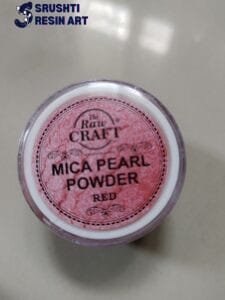 SRUSHTI
RESIN ART
The
Raw
CRAFT
MICA PEARL
POWDER
RED